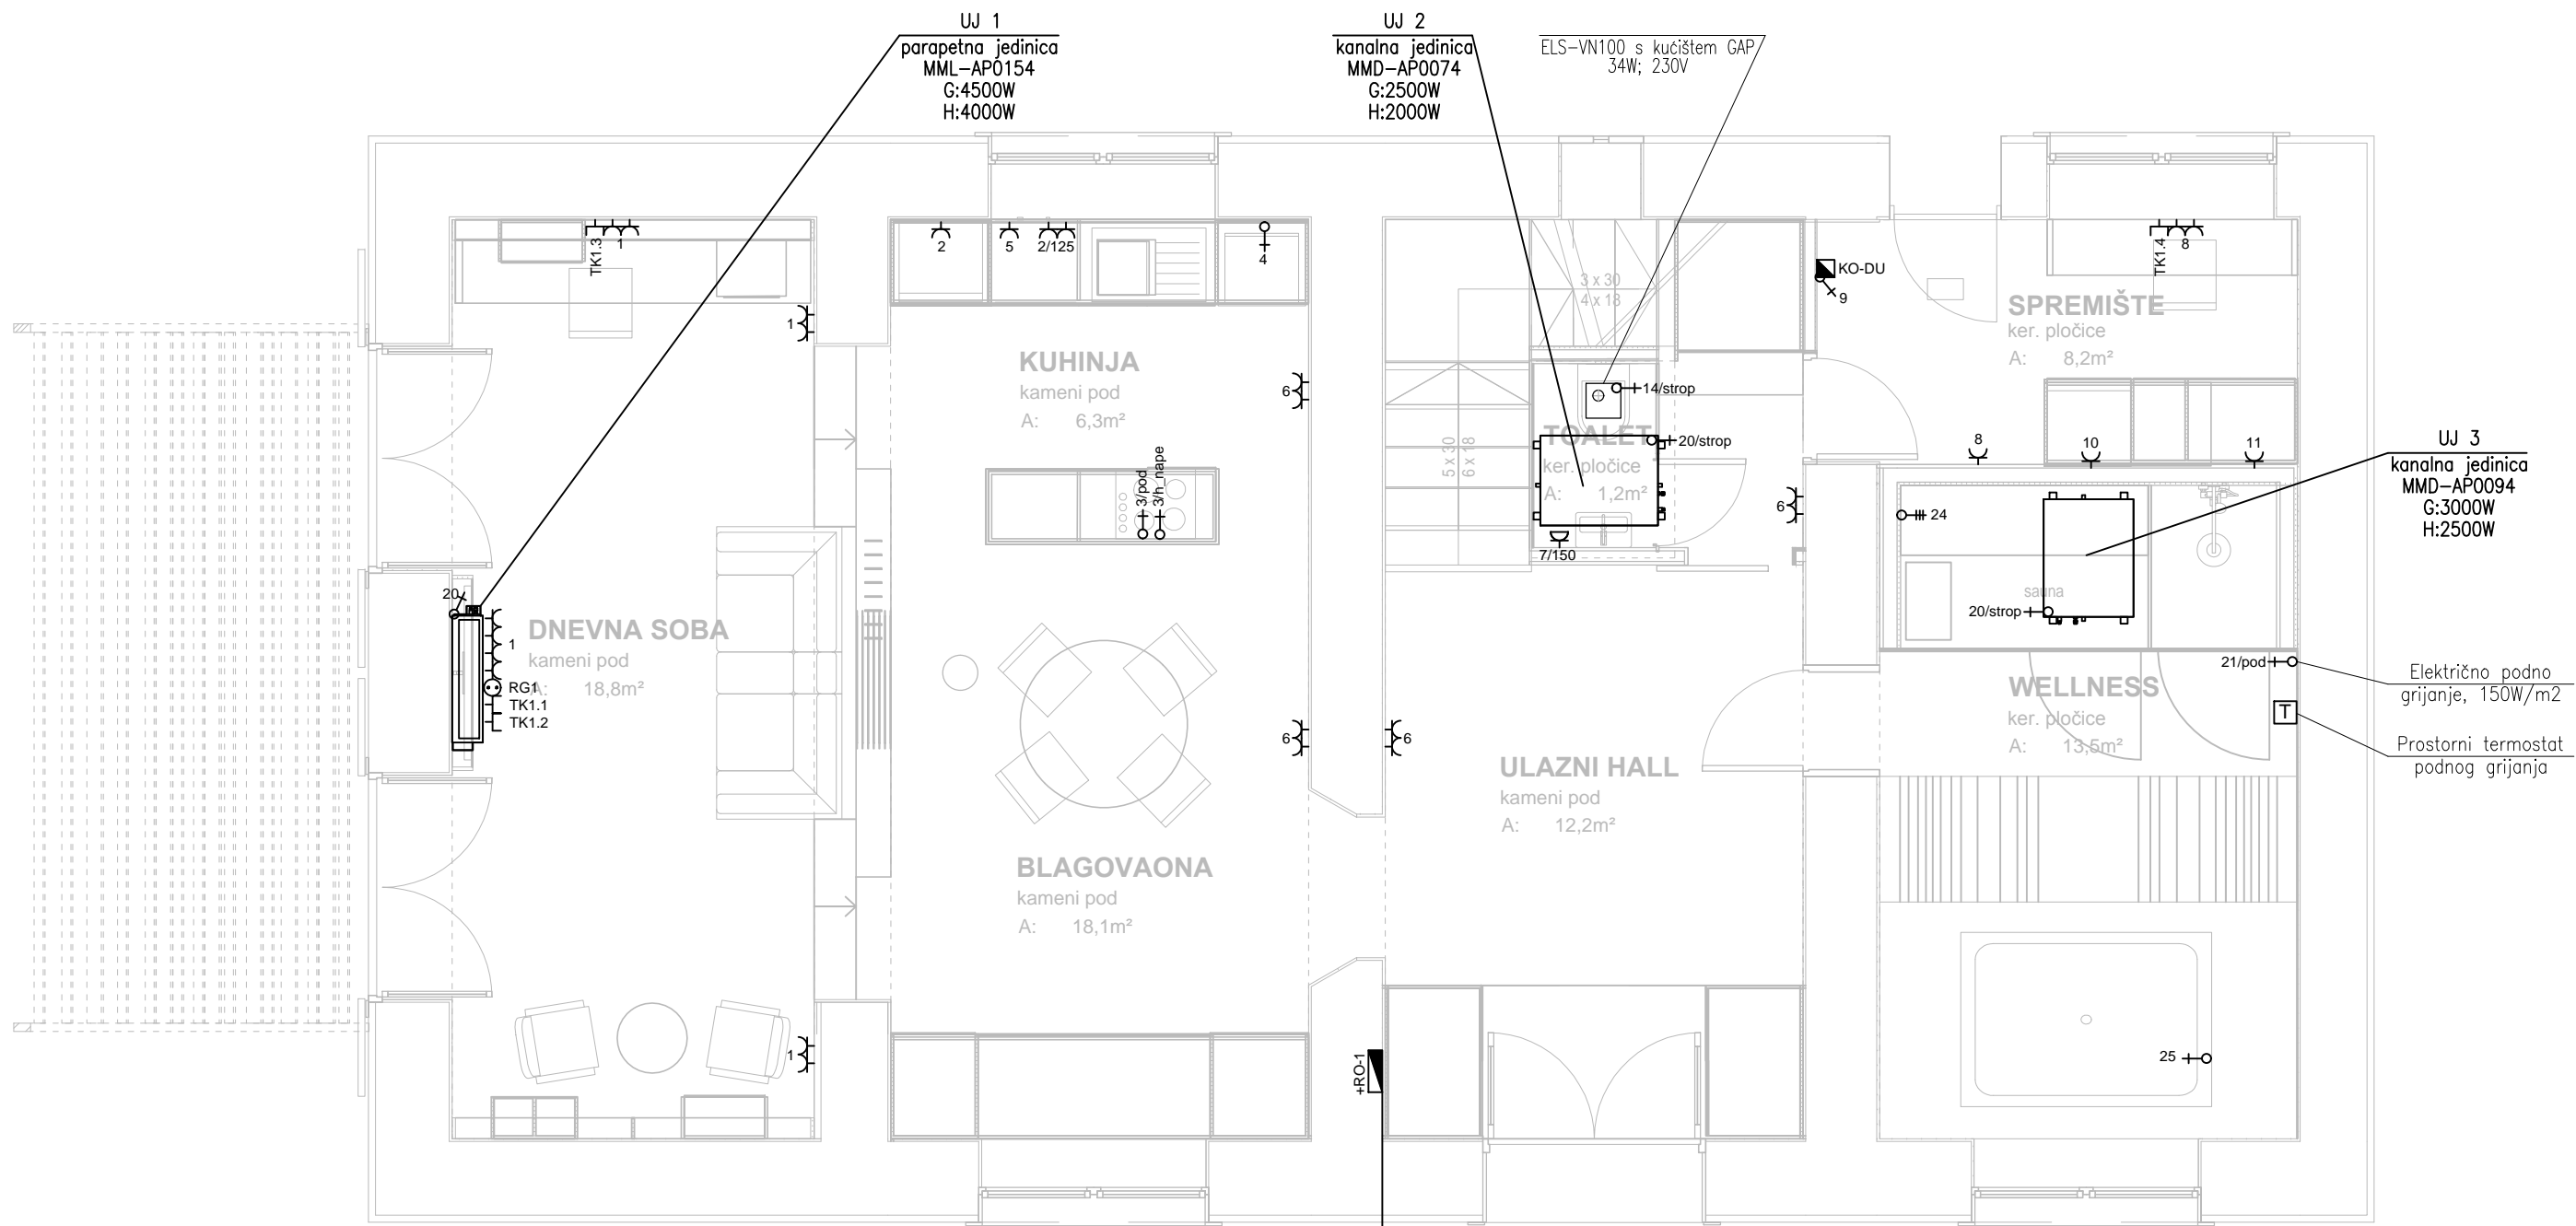 UJ 1
parapetna jedinica
MML-AP0154
G:4500W
H:4000W
UJ 2
kanalna jedinica
MMD-AP0074
G:2500W
H:2000W
ELS-VN100 s kućištem GAP
34W; 230V
TK1.3
1
2
5
2/125
4
KO-DU
9
TK1.4
8
1
3 x 30
4 x 18
SPREMIŠTE
ker. pločice
A: 8,2m²
KUHINJA
kameni pod
A: 6,3m²
6
14/strop
TOALET
ker. pločice
A: 1,2m²
20/strop
5 x 30
6 x 18
3/pod
3/h_nape
6
7/150
8
10
11
UJ 3
kanalna jedinica
MMD-AP0094
G:3000W
H:2500W
24
sauna
20/strop
20
1
DNEVNA SOBA
kameni pod
A: 18,8m²
RG1
TK1.1
TK1.2
21/pod
Električno podno
grijanje, 150W/m2
WELLNESS
ker. pločice
A: 13,5m²
T
Prostorni termostat
podnog grijanja
6
6
ULAZNI HALL
kameni pod
A: 12,2m²
BLAGOVAONA
kameni pod
A: 18,1m²
1
+RO-1
25